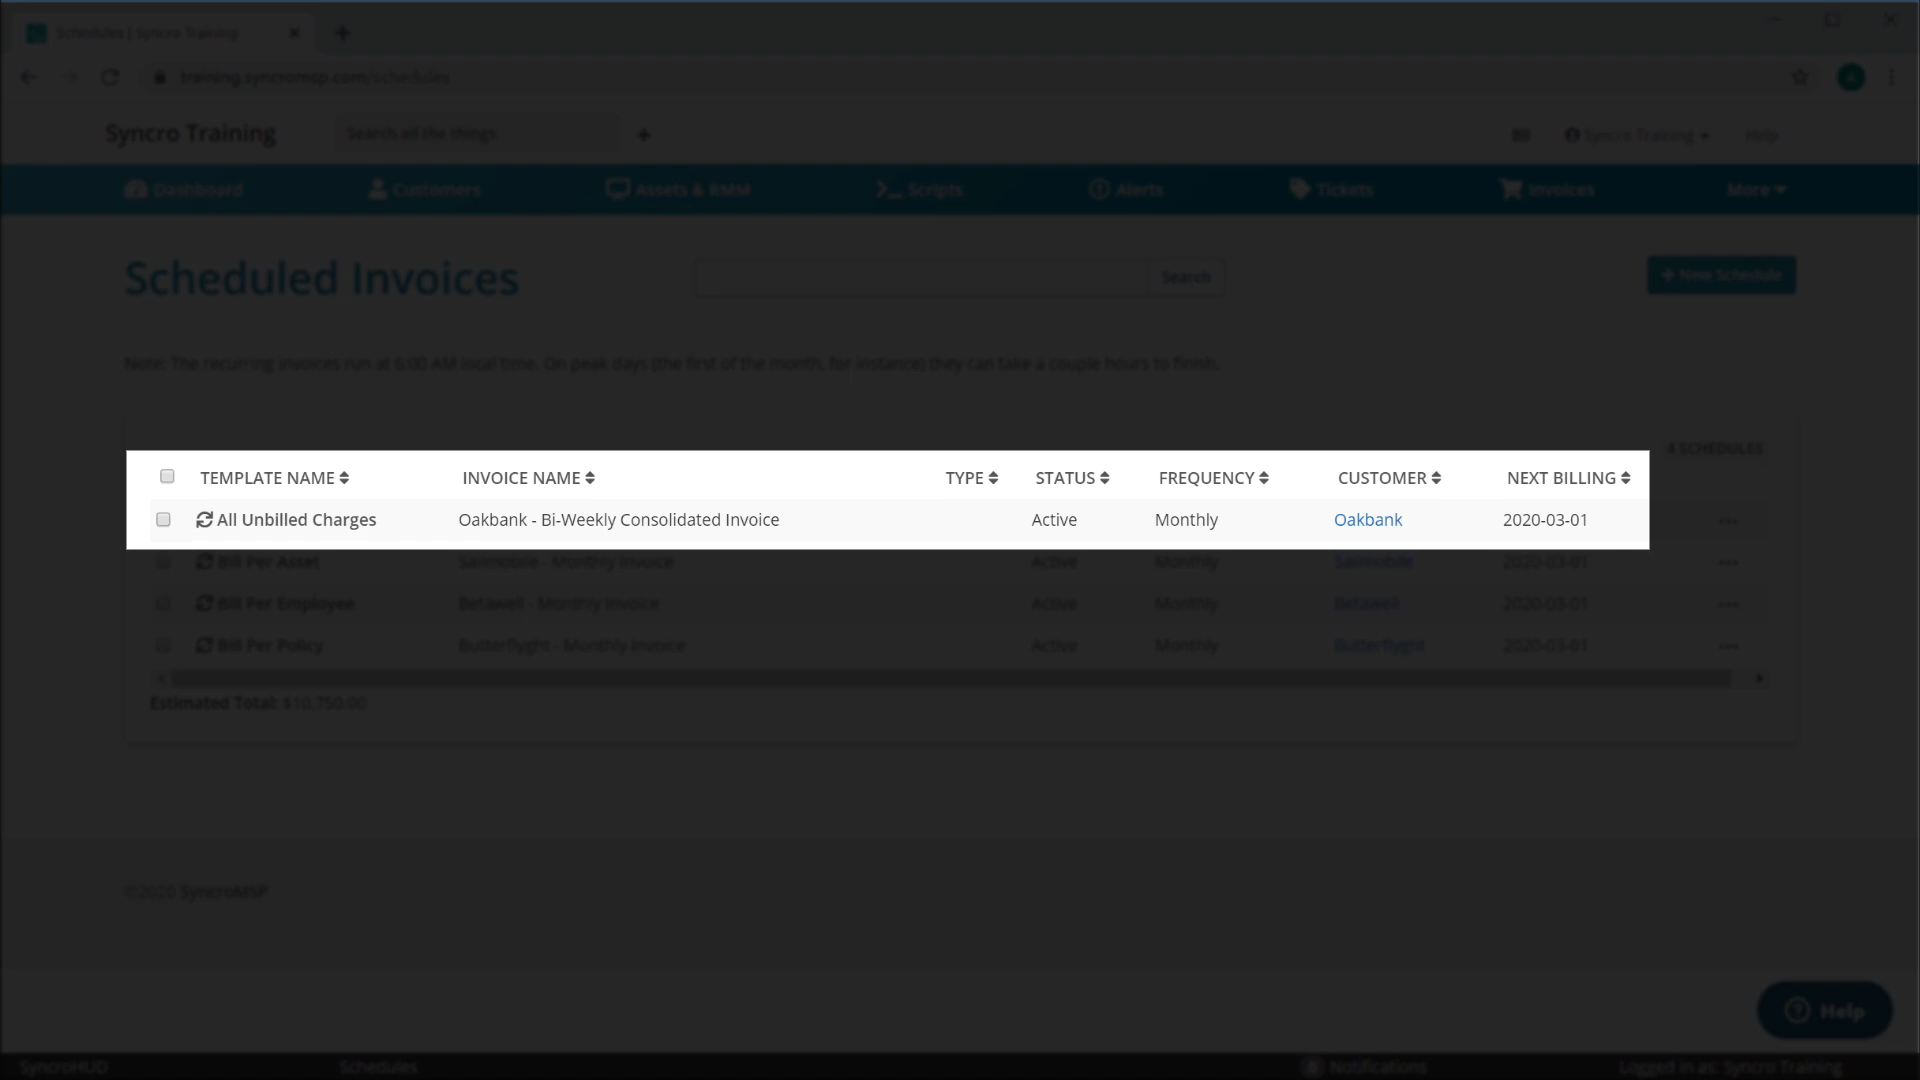 Schedules | Syncro Training
training.syncromsp.com/schedules
Syncro Training Search all the things Syncro Training Help
Dashboard Customers Assets & RMM Scripts Alerts Tickets Invoices More
Scheduled Invoices Search + New Schedule
Note: The recurring invoices run at 6:00 AM local time. On peak days (the first of the month, for instance) they can take a couple hours to finish.
4 SCHEDULES
TEMPLATE NAME INVOICE NAME TYPE STATUS FREQUENCY CUSTOMER NEXT BILLING
All Unbilled Charges Oakbank - Bi-Weekly Consolidated Invoice Active Monthly Oakbank 2020-03-01 ...
Bill Per Asset Sailmobile - Monthly Invoice Active Monthly Sailmobile 2020-03-01 ...
Bill Per Employee Betawell - Monthly Invoice Active Monthly Betawell 2020-03-01 ...
Bill Per Policy Butterflyght - Monthly Invoice Active Monthly Butterflyght 2020-03-01 ...
Estimated Total: $10,750.00
©2020 SyncroMSP
? Help
SyncroHUD Schedules 0 Notifications Logged in as: Syncro Training